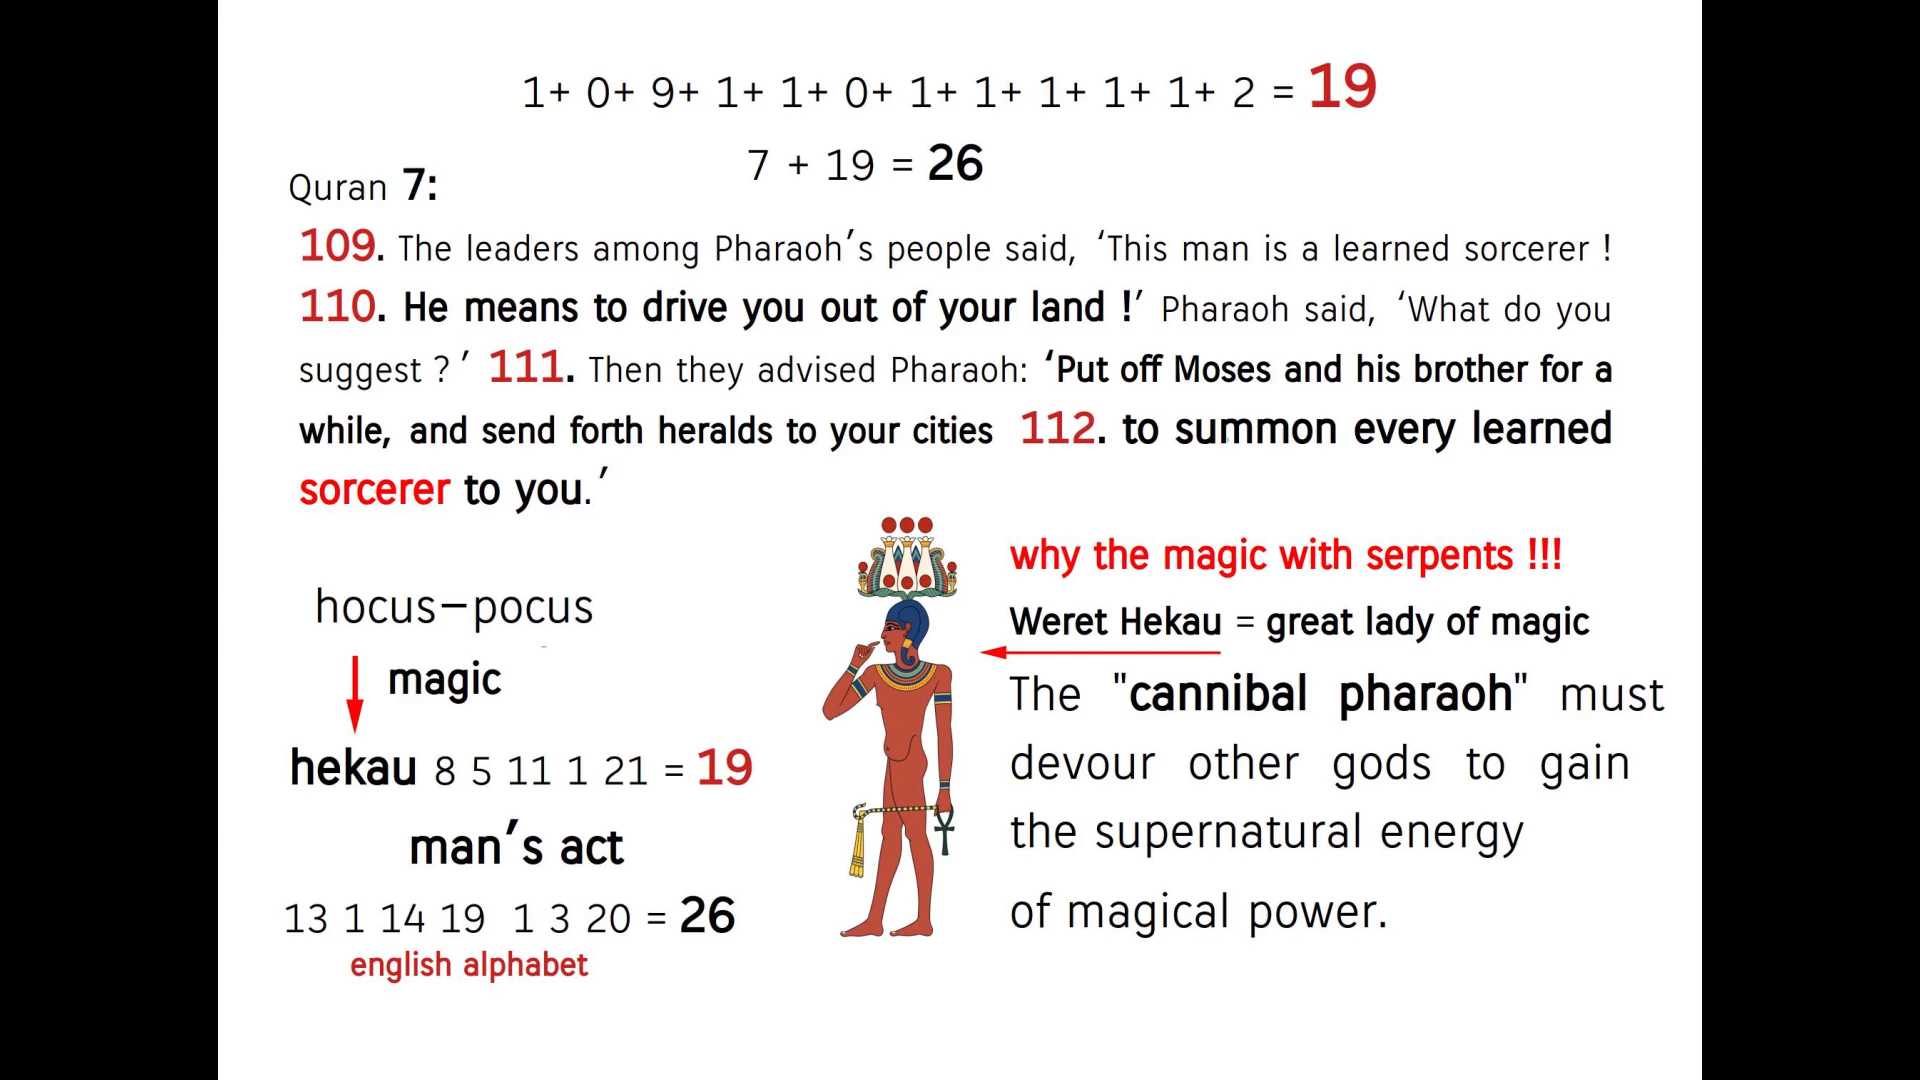 1+ 0+ 9+ 1+ 1+ 0+ 1+ 1+ 1+ 1+ 1+ 2 = 19
7 + 19 = 26
Quran 7:
109. The leaders among Pharaoh’s people said, ‘This man is a learned sorcerer !
110. He means to drive you out of your land !’ Pharaoh said, ‘What do you
suggest ? ’ 111. Then they advised Pharaoh: ‘Put off Moses and his brother for a
while, and send forth heralds to your cities 112. to summon every learned
sorcerer to you.’
hocus-pocus
magic
hekau 8 5 11 1 21 = 19
man’s act
13 1 14 19 1 3 20 = 26
english alphabet
why the magic with serpents !!!
Weret Hekau = great lady of magic
The "cannibal pharaoh" must
devour other gods to gain
the supernatural energy
of magical power.